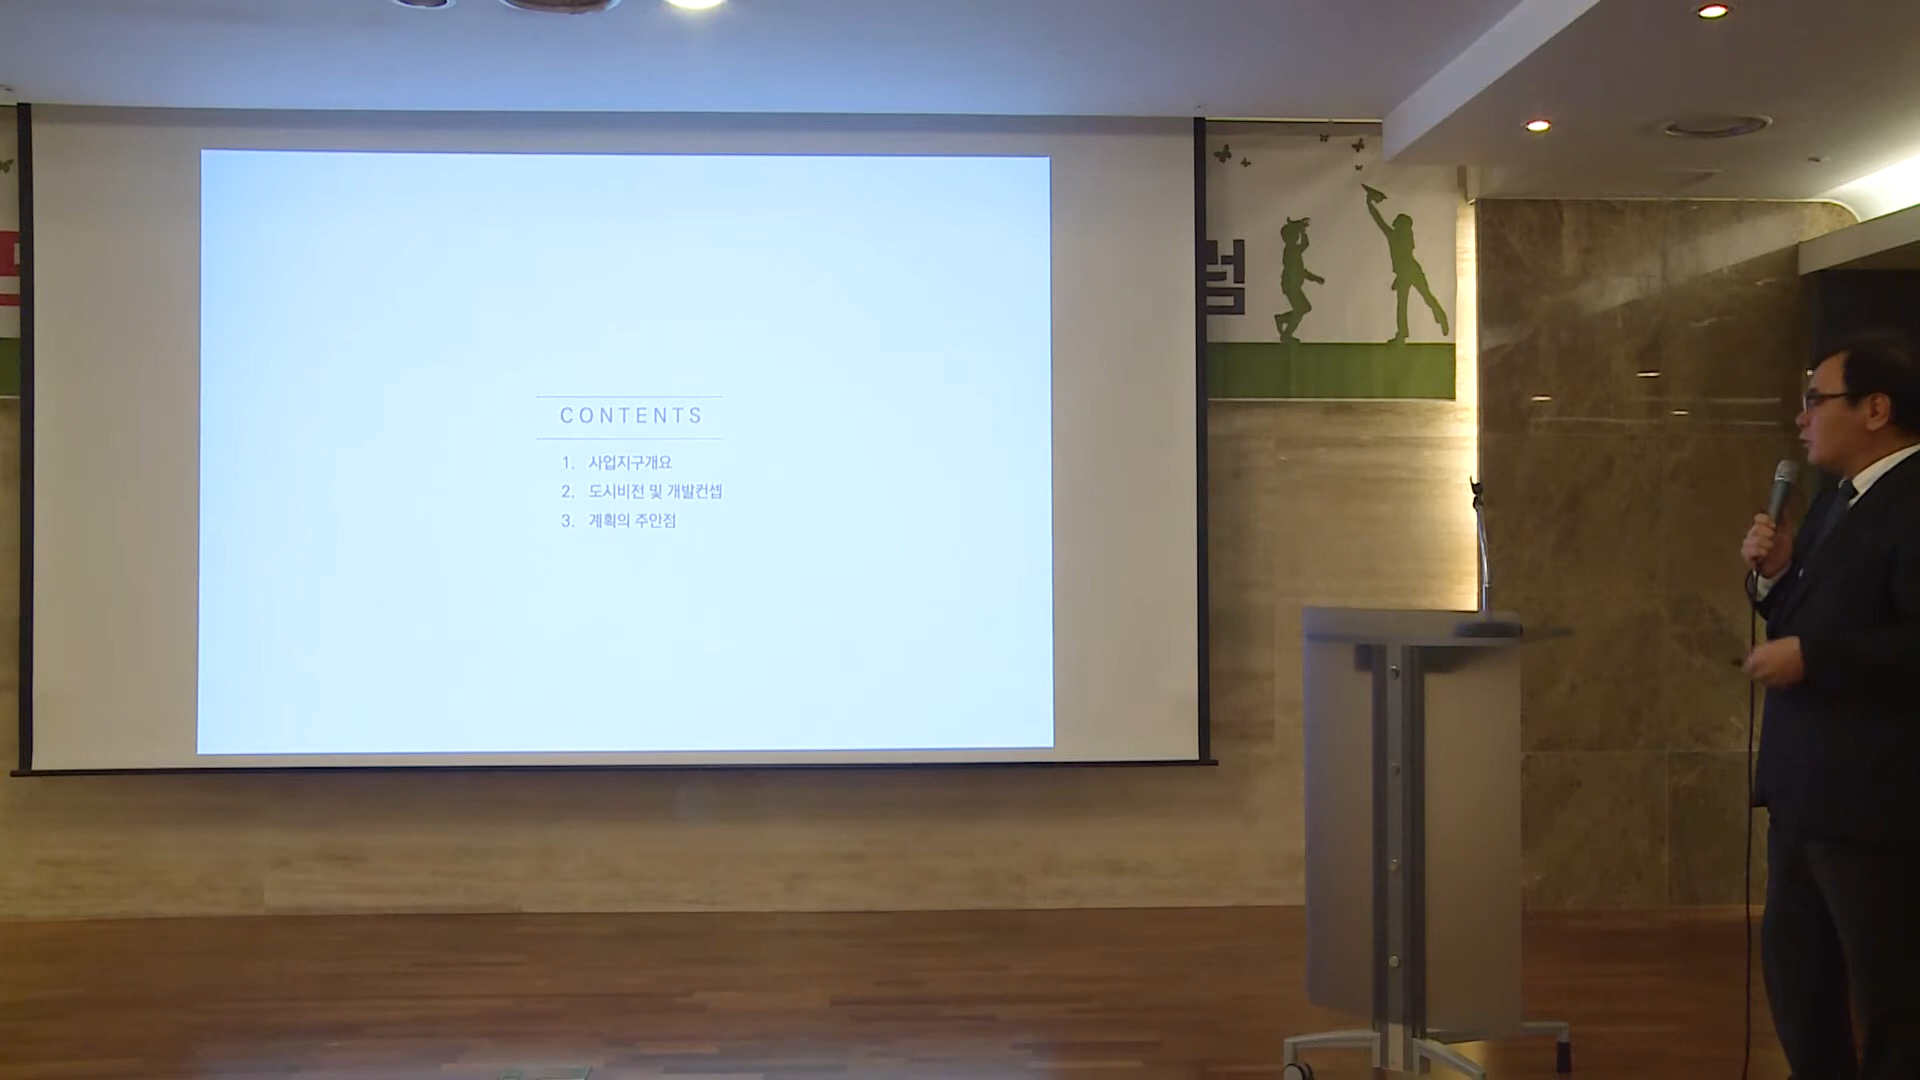 CONTENTS
1. 사업지구개요
2. 도시비전 및 개발컨셉
3. 계획의 주안점
럼